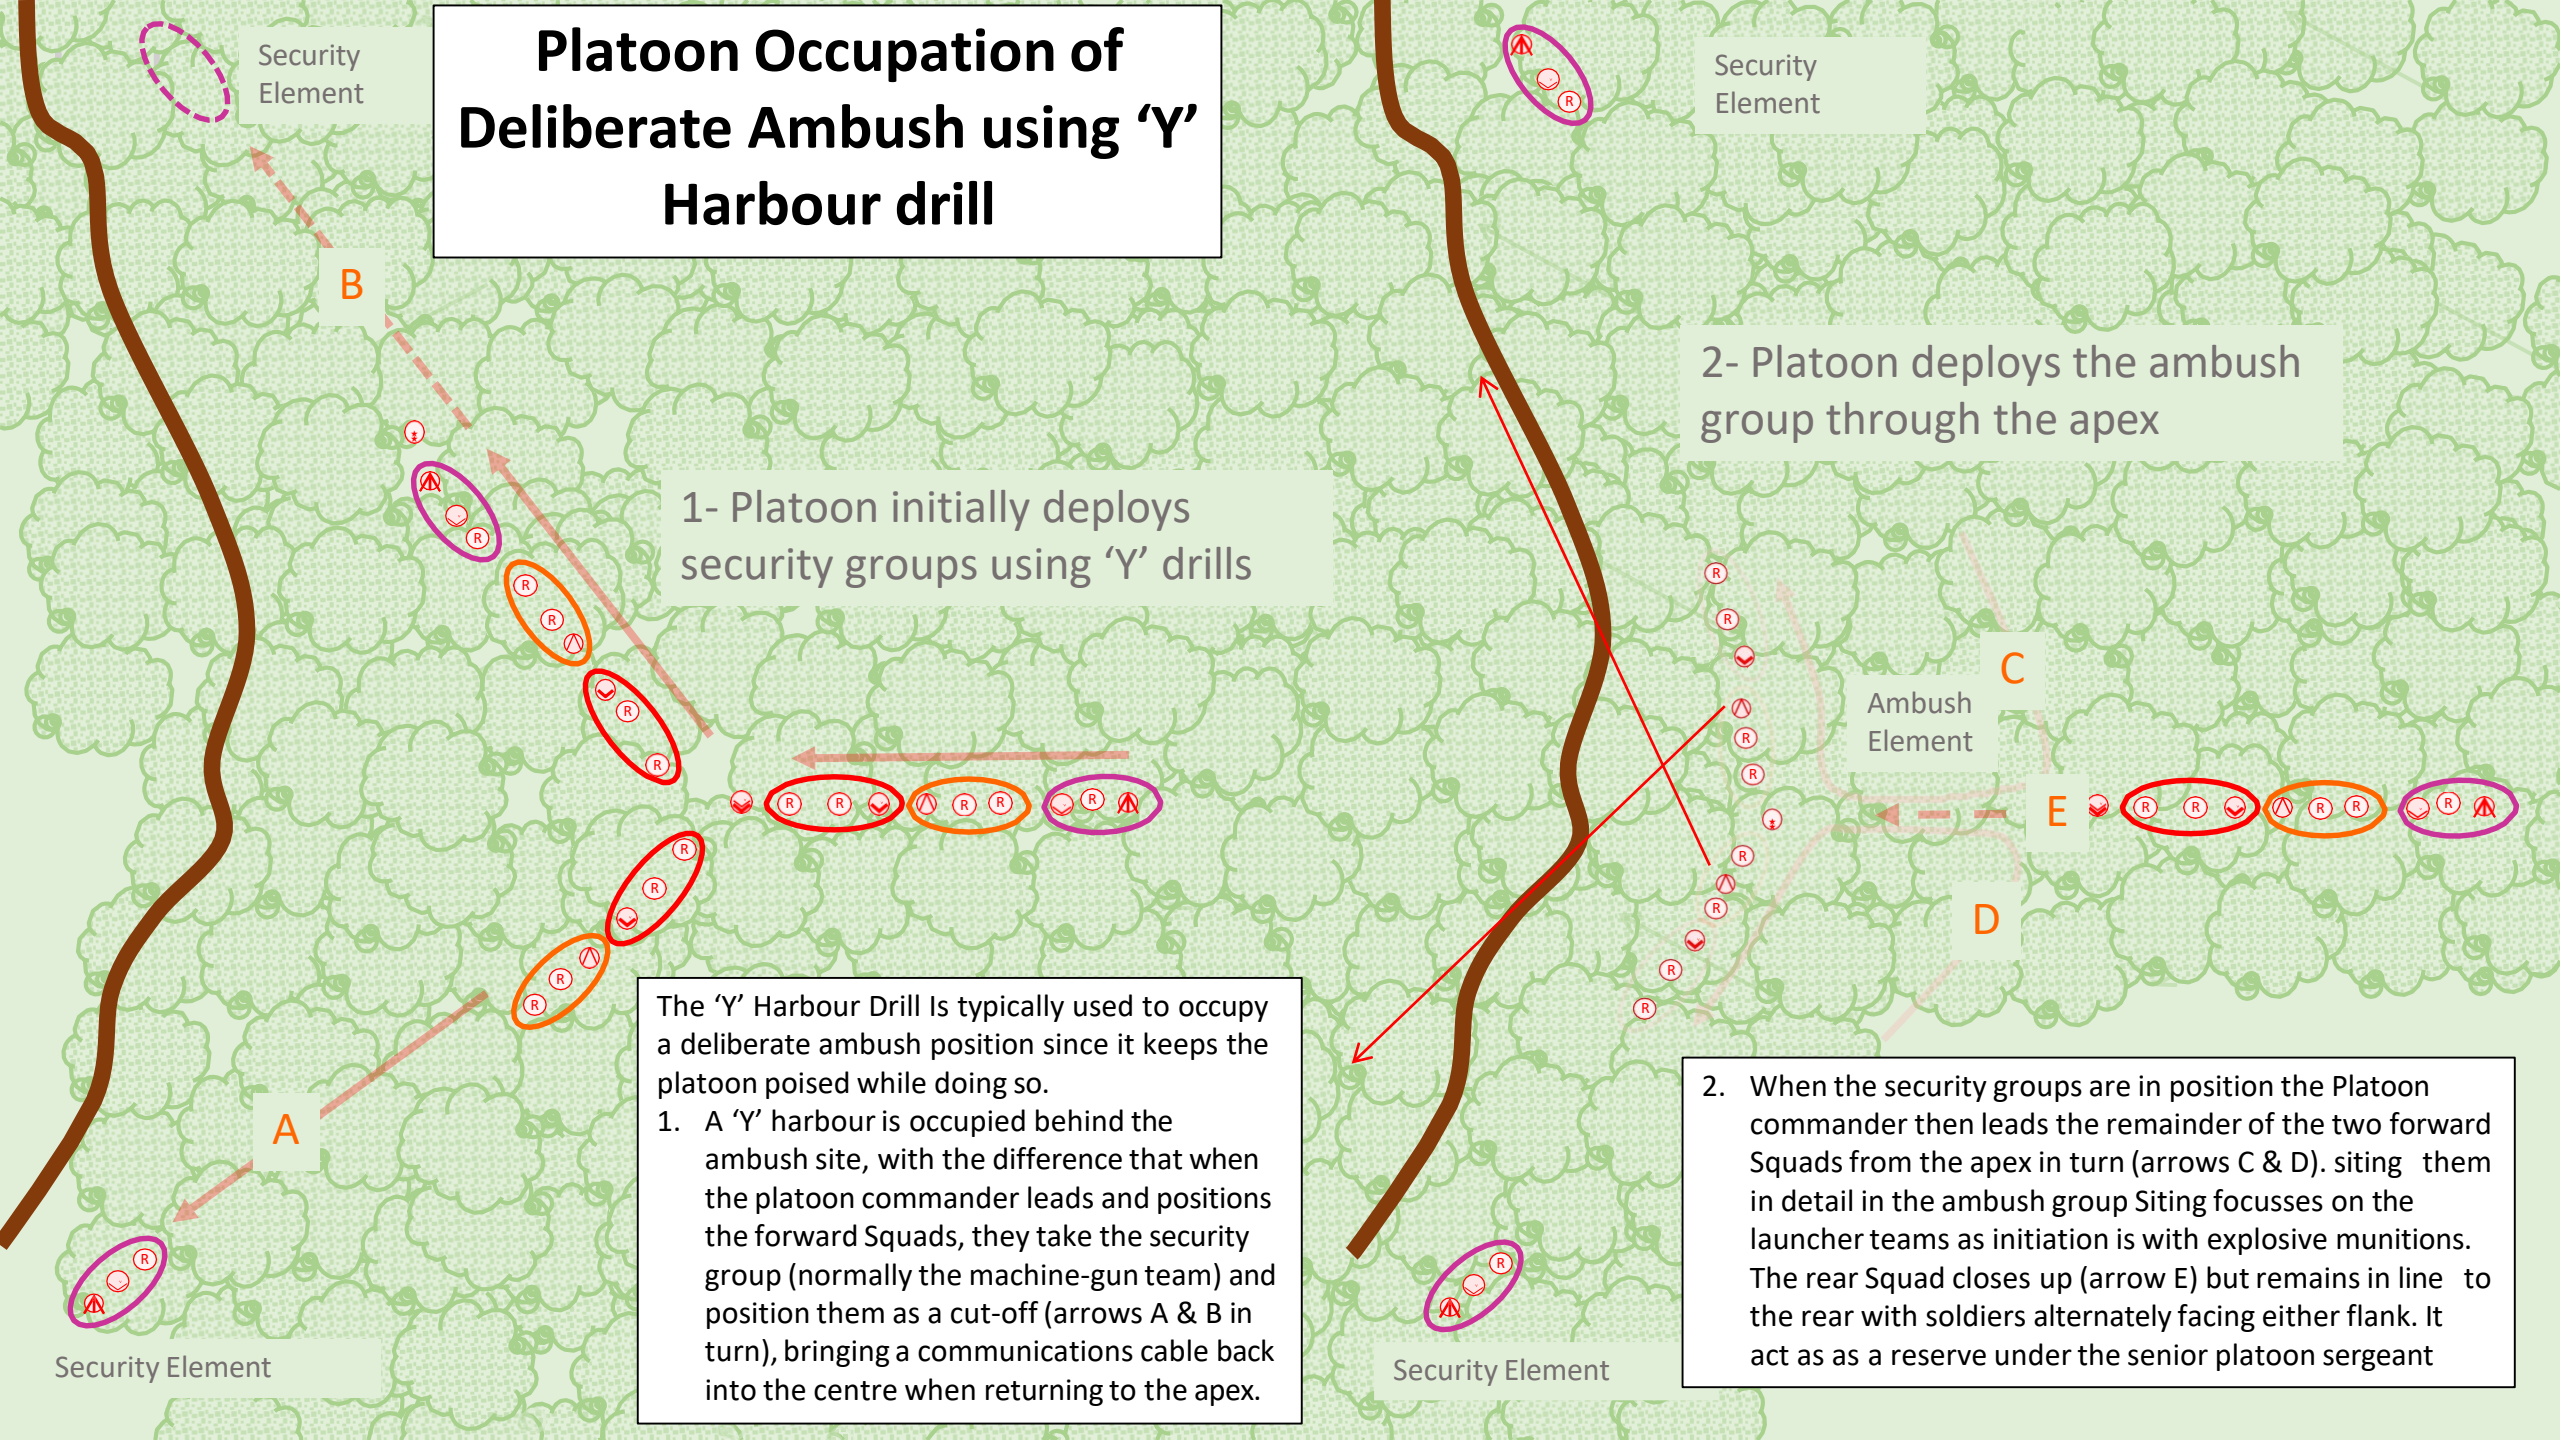 Platoon Occupation of
Deliberate Ambush using ‘Y’
Harbour drill
Security
Element
B
1- Platoon initially deploys
security groups using ‘Y’ drills
R
R
R
R
R
R
R
R
R
R
R
R
R
R
A
R
Security Element
The ‘Y’ Harbour Drill Is typically used to occupy
a deliberate ambush position since it keeps the
platoon poised while doing so.
1. A ‘Y’ harbour is occupied behind the
ambush site, with the difference that when
the platoon commander leads and positions
the forward Squads, they take the security
group (normally the machine-gun team) and
position them as a cut-off (arrows A & B in
turn), bringing a communications cable back
into the centre when returning to the apex.
Security
Element
R
2- Platoon deploys the ambush
group through the apex
R
R
R
R
R
R
R
R
C
Ambush
Element
E
R
R
R
R
R
D
R
Security Element
2. When the security groups are in position the Platoon
commander then leads the remainder of the two forward
Squads from the apex in turn (arrows C & D). siting them
in detail in the ambush group Siting focusses on the
launcher teams as initiation is with explosive munitions.
The rear Squad closes up (arrow E) but remains in line to
the rear with soldiers alternately facing either flank. It
act as as a reserve under the senior platoon sergeant